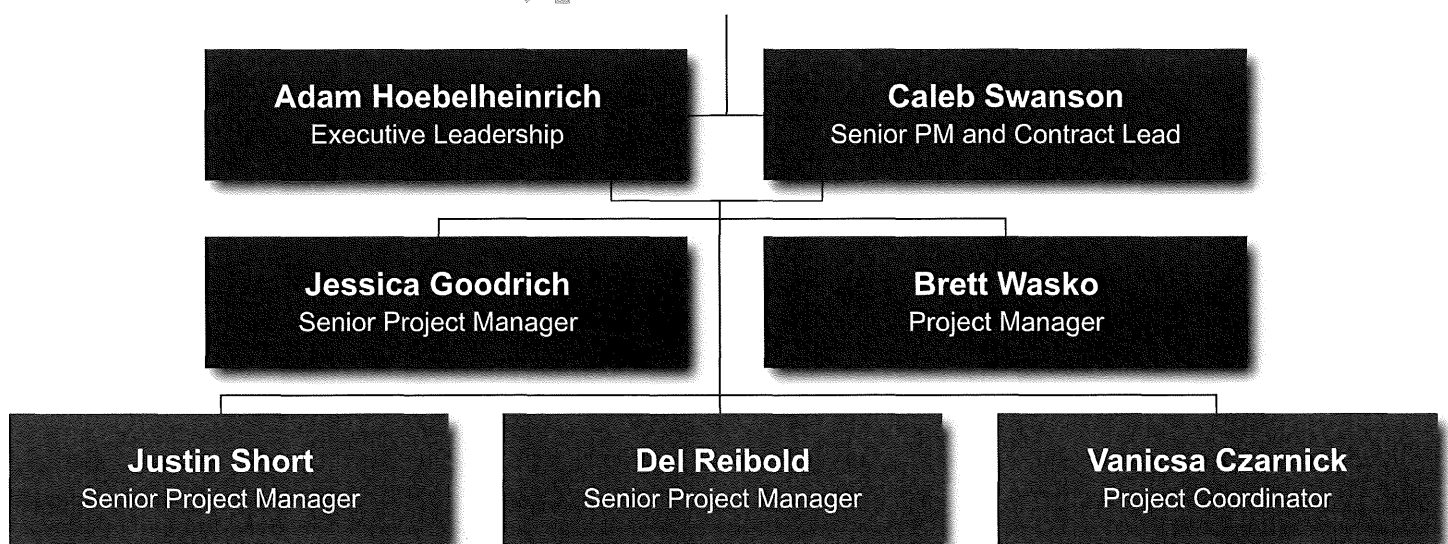 Adam Hoebelheinrich
Executive Leadership
Caleb Swanson
Senior PM and Contract Lead
Jessica Goodrich
Senior Project Manager
Brett Wasko
Project Manager
Justin Short
Senior Project Manager
Del Reibold
Senior Project Manager
Vanicsa Czarnick
Project Coordinator